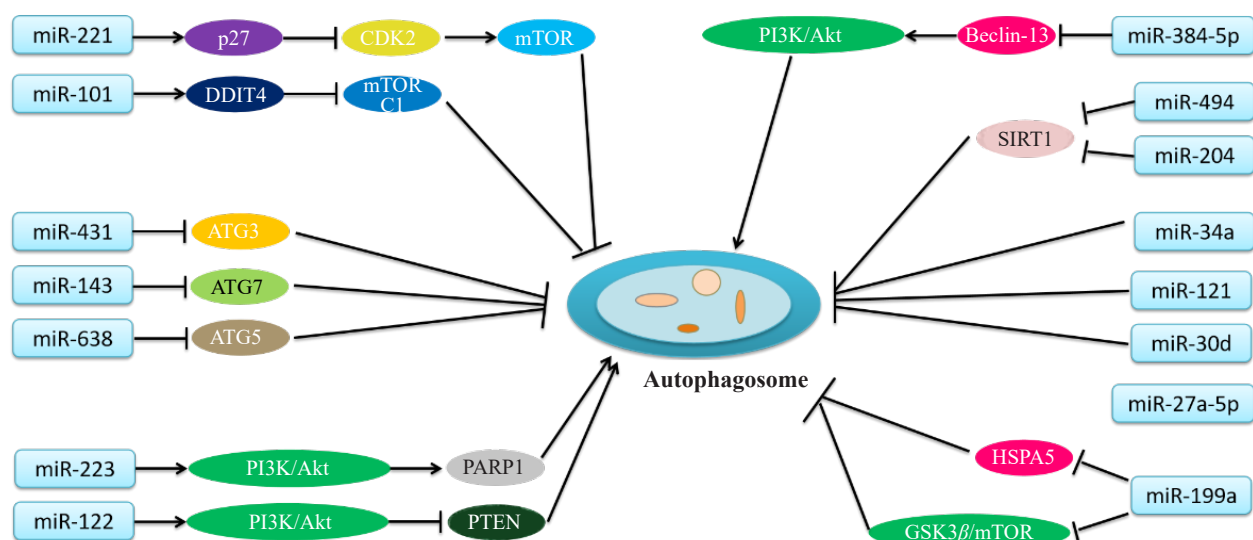 miR-221
p27
CDK2
mTOR
PI3K/Akt
Beclin-13
miR-384-5p
miR-101
DDIT4
mTOR
C1
miR-494
SIRT1
miR-204
miR-431
ATG3
miR-34a
miR-143
ATG7
miR-121
miR-638
ATG5
miR-30d
Autophagosome
miR-27a-5p
miR-223
PI3K/Akt
PARP1
HSPA5
miR-199a
miR-122
PI3K/Akt
PTEN
GSK3β/mTOR